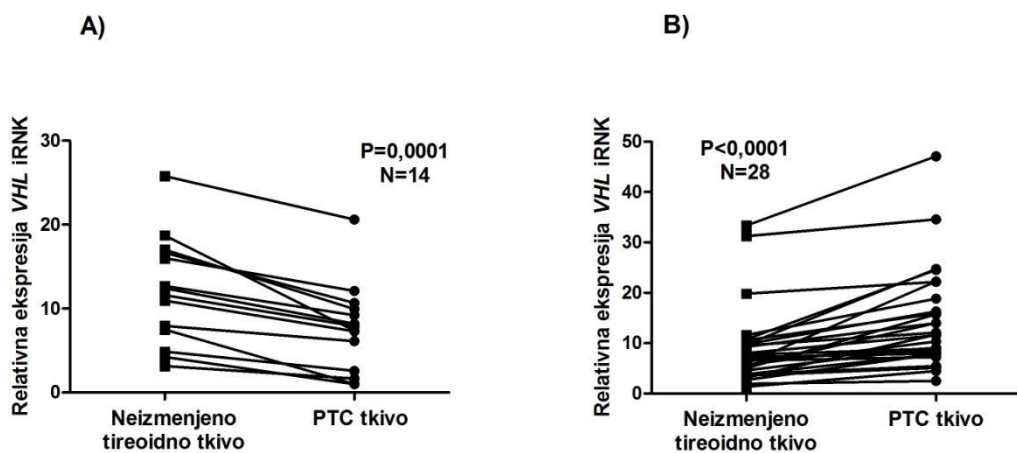 A)
Relativna ekspresija VHL iRNK
30
20
10
0
P=0,0001
N=14
Neizmenjeno
tireoidno tkivo
PTC tkivo
B)
Relativna ekspresija VHL iRNK
50
40
30
20
10
0
P<0,0001
N=28
Neizmenjeno
tireoidno tkivo
PTC tkivo